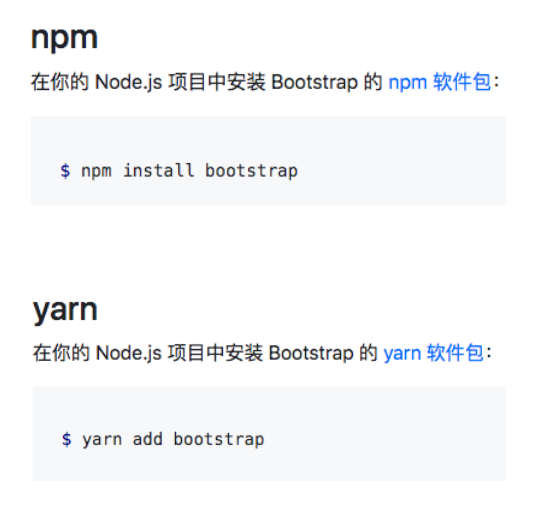 npm
在你的 Node.js 项目中安装 Bootstrap 的 npm 软件包：
$ npm install bootstrap
yarn
在你的 Node.js 项目中安装 Bootstrap 的 yarn 软件包：
$ yarn add bootstrap